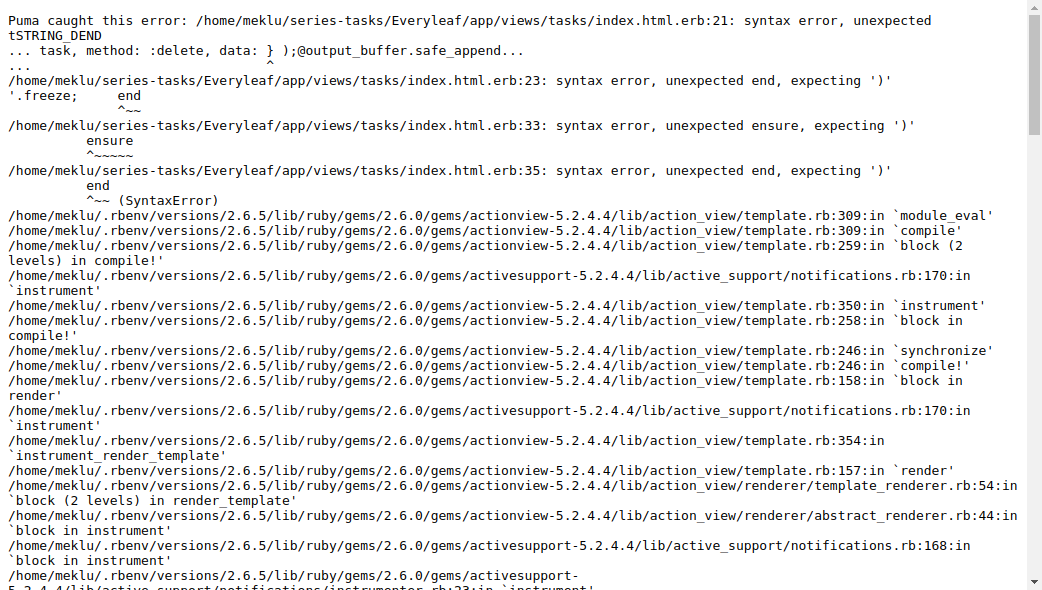 Puma caught this error: /home/meklu/series-tasks/Everyleaf/app/views/tasks/index.html.erb:21: syntax error, unexpected
tSTRING_DEND
... task, method: :delete, data: } );@output_buffer.safe_append...
...                              ^
/home/meklu/series-tasks/Everyleaf/app/views/tasks/index.html.erb:23: syntax error, unexpected end, expecting ')'
'.freeze;     end
              ^~~
/home/meklu/series-tasks/Everyleaf/app/views/tasks/index.html.erb:33: syntax error, unexpected ensure, expecting ')'
          ensure
          ^~~~~~
/home/meklu/series-tasks/Everyleaf/app/views/tasks/index.html.erb:35: syntax error, unexpected end, expecting ')'
          end
          ^~~ (SyntaxError)
/home/meklu/.rbenv/versions/2.6.5/lib/ruby/gems/2.6.0/gems/actionview-5.2.4.4/lib/action_view/template.rb:309:in `module_eval'
/home/meklu/.rbenv/versions/2.6.5/lib/ruby/gems/2.6.0/gems/actionview-5.2.4.4/lib/action_view/template.rb:309:in `compile'
/home/meklu/.rbenv/versions/2.6.5/lib/ruby/gems/2.6.0/gems/actionview-5.2.4.4/lib/action_view/template.rb:259:in `block (2
levels) in compile!'
/home/meklu/.rbenv/versions/2.6.5/lib/ruby/gems/2.6.0/gems/activesupport-5.2.4.4/lib/active_support/notifications.rb:170:in
`instrument'
/home/meklu/.rbenv/versions/2.6.5/lib/ruby/gems/2.6.0/gems/actionview-5.2.4.4/lib/action_view/template.rb:350:in `instrument'
/home/meklu/.rbenv/versions/2.6.5/lib/ruby/gems/2.6.0/gems/actionview-5.2.4.4/lib/action_view/template.rb:258:in `block in
compile!'
/home/meklu/.rbenv/versions/2.6.5/lib/ruby/gems/2.6.0/gems/actionview-5.2.4.4/lib/action_view/template.rb:246:in `synchronize'
/home/meklu/.rbenv/versions/2.6.5/lib/ruby/gems/2.6.0/gems/actionview-5.2.4.4/lib/action_view/template.rb:246:in `compile!'
/home/meklu/.rbenv/versions/2.6.5/lib/ruby/gems/2.6.0/gems/actionview-5.2.4.4/lib/action_view/template.rb:158:in `block in
render'
/home/meklu/.rbenv/versions/2.6.5/lib/ruby/gems/2.6.0/gems/activesupport-5.2.4.4/lib/active_support/notifications.rb:170:in
`instrument'
/home/meklu/.rbenv/versions/2.6.5/lib/ruby/gems/2.6.0/gems/actionview-5.2.4.4/lib/action_view/template.rb:354:in
`instrument_render_template'
/home/meklu/.rbenv/versions/2.6.5/lib/ruby/gems/2.6.0/gems/actionview-5.2.4.4/lib/action_view/template.rb:157:in `render'
/home/meklu/.rbenv/versions/2.6.5/lib/ruby/gems/2.6.0/gems/actionview-5.2.4.4/lib/action_view/renderer/template_renderer.rb:54:in
`block (2 levels) in render_template'
/home/meklu/.rbenv/versions/2.6.5/lib/ruby/gems/2.6.0/gems/actionview-5.2.4.4/lib/action_view/renderer/abstract_renderer.rb:44:in
`block in instrument'
/home/meklu/.rbenv/versions/2.6.5/lib/ruby/gems/2.6.0/gems/activesupport-5.2.4.4/lib/active_support/notifications.rb:168:in
`block in instrument'
/home/meklu/.rbenv/versions/2.6.5/lib/ruby/gems/2.6.0/gems/activesupport-
5.2.4.4/lib/active_support/notifications/instrumenter.rb:23:in `instrument'